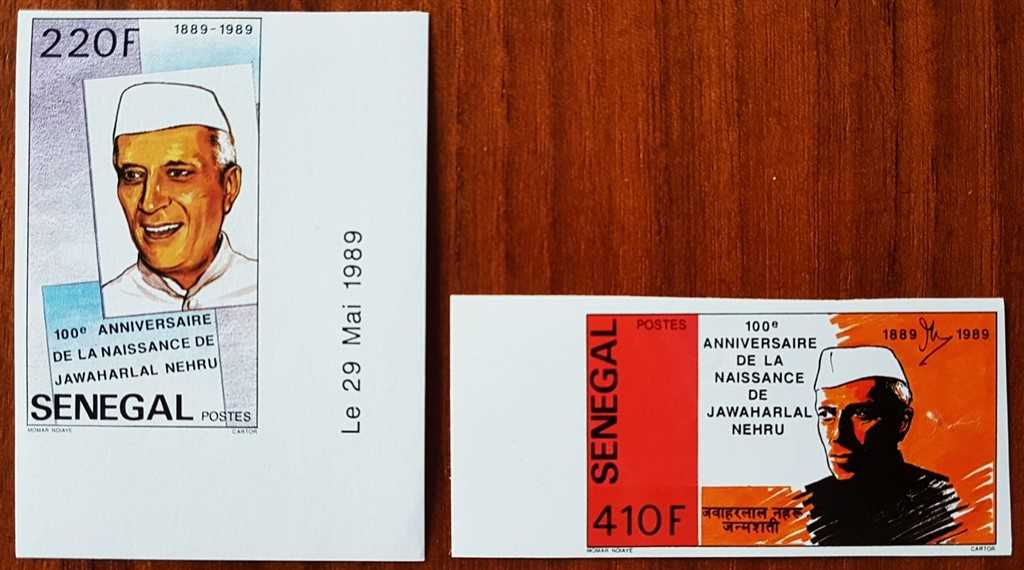 220F
1889-1989
100e ANNIVERSAIRE
DE LA NAISSANCE DE
JAWAHARLAL NEHRU
SENEGAL POSTES
MOMAR NDIAYE
CARTOR
Le 29 Mai 1989
SENEGAL
POSTES
410F
100e
ANNIVERSAIRE
DE LA
NAISSANCE
DE
JAWAHARLAL
NEHRU
1889 1989
जवाहरलाल नहरू
जन्मशती
MOMAR NDIAYE
CARTOR